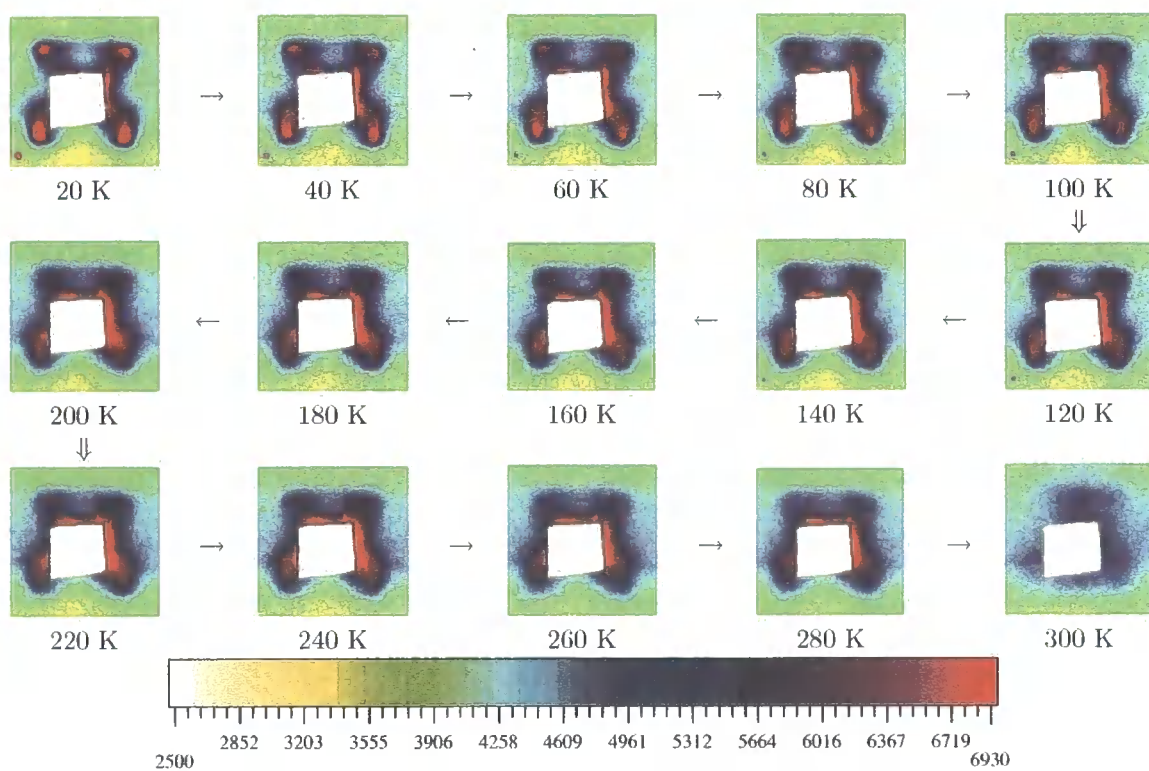 20 K → 40 K → 60 K → 80 K → 100 K
⇓
200 K ← 180 K ← 160 K ← 140 K ← 120 K
⇓
220 K → 240 K → 260 K → 280 K → 300 K
2852 3203 3555 3906 4258 4609 4961 5312 5664 6016 6367 6719
2500 6930